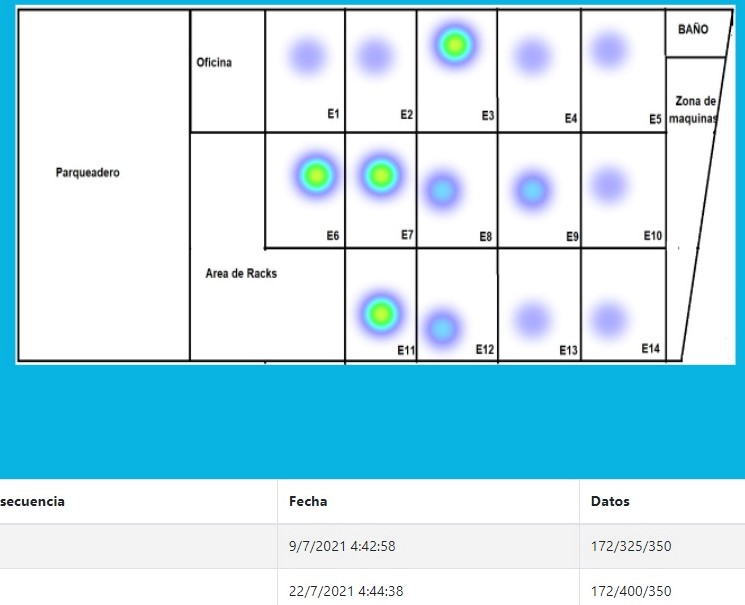 BAÑO
Oficina
Zona de
maquinas
E1
E2
E3
E4
E5
Parqueadero
E6
E7
E8
E9
E10
Area de Racks
E11
E12
E13
E14
secuencia Fecha Datos
9/7/2021 4:42:58 172/325/350
22/7/2021 4:44:38 172/400/350